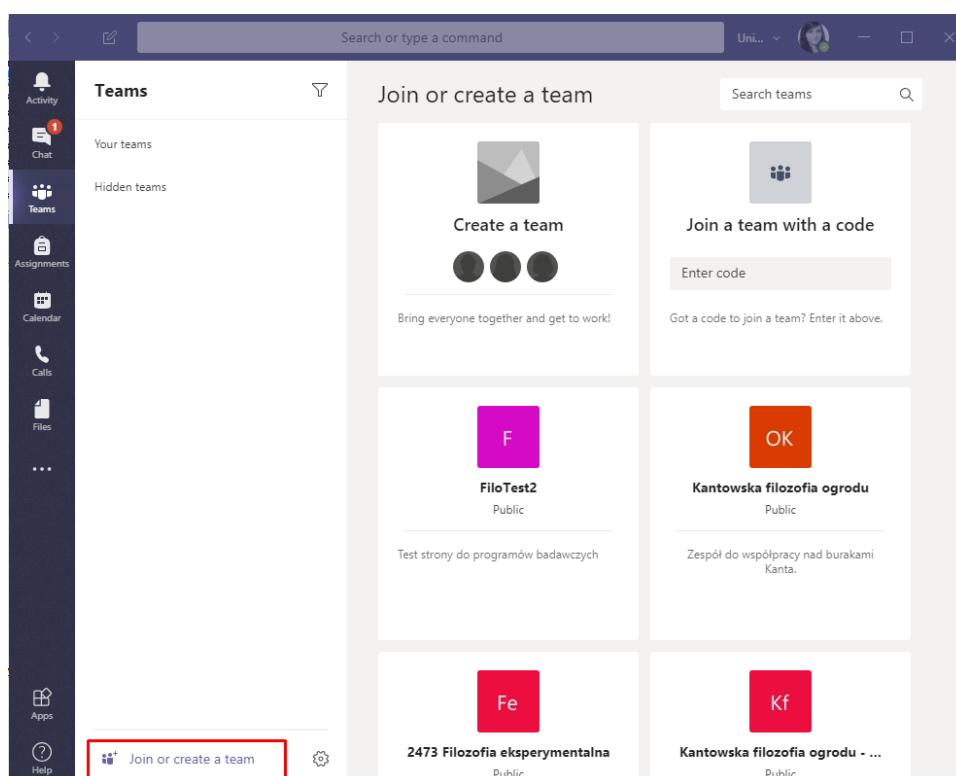 Search or type a command
Uni...
Activity
1
Chat
Teams
Assignments
Calendar
Calls
Files
Apps
Help
Teams
Your teams
Hidden teams
Join or create a team
Join or create a team
Search teams
Create a team
Bring everyone together and get to work!
Join a team with a code
Enter code
Got a code to join a team? Enter it above.
F
FiloTest2
Public
Test strony do programów badawczych
OK
Kantowska filozofia ogrodu
Public
Zespół do współpracy nad burakami
Kanta.
Fe
2473 Filozofia eksperymentalna
Public
Kf
Kantowska filozofia ogrodu - ...
Public